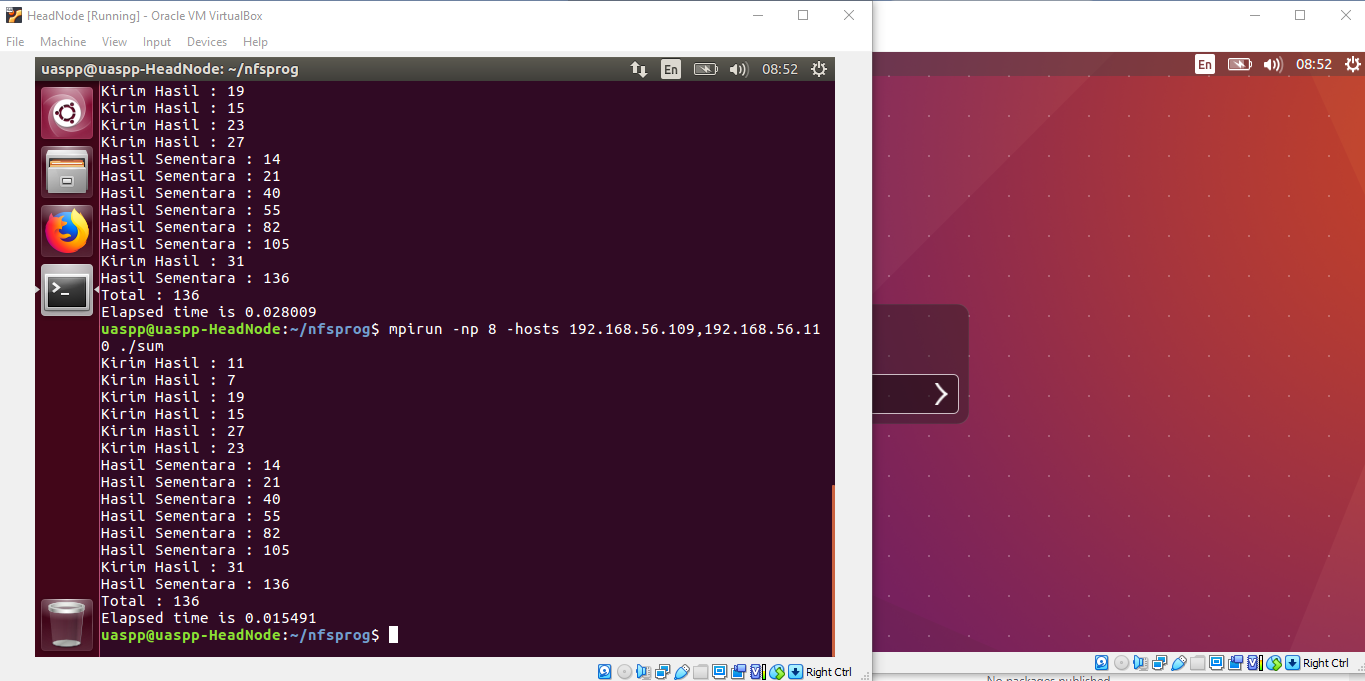 HeadNode [Running] - Oracle VM VirtualBox
File Machine View Input Devices Help
uaspp@uaspp-HeadNode: ~/nfsprog
En
08:52
En
08:52
Kirim Hasil : 19
Kirim Hasil : 15
Kirim Hasil : 23
Kirim Hasil : 27
Hasil Sementara : 14
Hasil Sementara : 21
Hasil Sementara : 40
Hasil Sementara : 55
Hasil Sementara : 82
Hasil Sementara : 105
Kirim Hasil : 31
Hasil Sementara : 136
Total : 136
Elapsed time is 0.028009
uaspp@uaspp-HeadNode:~/nfsprog$ mpirun -np 8 -hosts 192.168.56.109,192.168.56.11
0 ./sum
Kirim Hasil : 11
Kirim Hasil : 7
Kirim Hasil : 19
Kirim Hasil : 15
Kirim Hasil : 27
Kirim Hasil : 23
Hasil Sementara : 14
Hasil Sementara : 21
Hasil Sementara : 40
Hasil Sementara : 55
Hasil Sementara : 82
Hasil Sementara : 105
Kirim Hasil : 31
Hasil Sementara : 136
Total : 136
Elapsed time is 0.015491
uaspp@uaspp-HeadNode:~/nfsprog$
Right Ctrl
Right Ctrl
No packages published